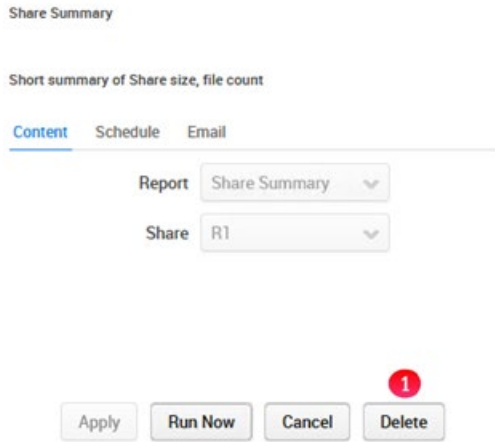 Share Summary
Short summary of Share size, file count
Content Schedule Email
Report Share Summary
Share R1
1
Apply Run Now Cancel Delete